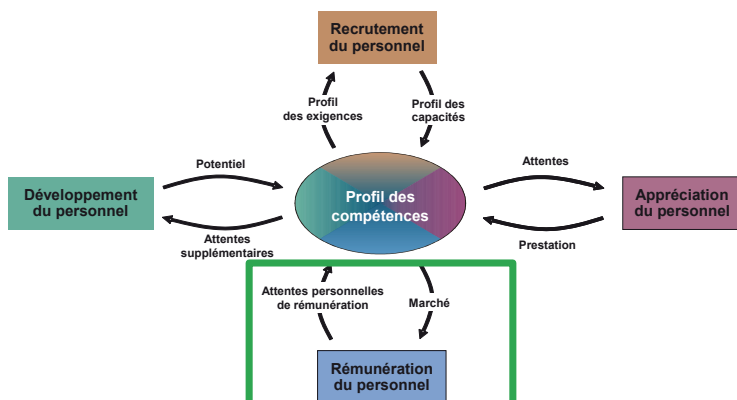 Recrutement
du personnel
Profil
des exigences
Profil des
capacités
Potentiel
Attentes
Développement
du personnel
Profil des
compétences
Appréciation
du personnel
Attentes
supplémentaires
Prestation
Attentes personnelles
de rémunération
Marché
Rémunération
du personnel